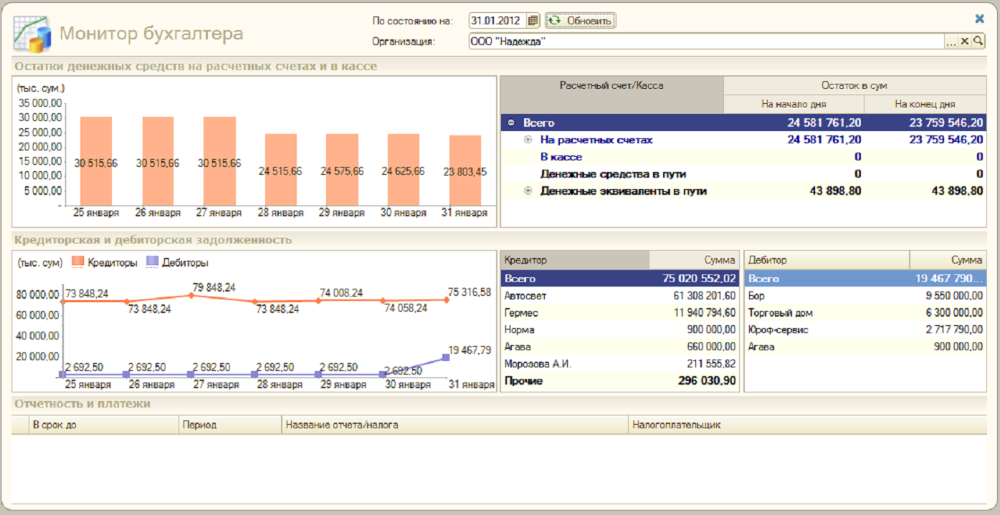 Монитор бухгалтера
По состоянию на: 31.01.2012 Обновить
Организация: ООО "Надежда" ...
Остатки денежных средств на расчетных счетах и в кассе
(тыс. сум.)
35 000,00
30 000,00
25 000,00
20 000,00
15 000,00
10 000,00
5 000,00
-
30 515,66 30 515,66 30 515,66 24 515,66 24 575,66 24 625,66 23 803,45
25 января 26 января 27 января 28 января 29 января 30 января 31 января
Расчетный счет/Касса Остаток в сум
На начало дня На конец дня
Всего 24 581 761,20 23 759 546,20
На расчетных счетах 24 581 761,20 23 759 546,20
В кассе 0 0
Денежные средства в пути 0 0
Денежные эквиваленты в пути 43 898,80 43 898,80
Кредиторская и дебиторская задолженность
(тыс. сум) Кредиторы Дебиторы
80 000,00
60 000,00
40 000,00
20 000,00
-
73 848,24 73 848,24 79 848,24 73 848,24 74 008,24 74 058,24 75 316,58
2 692,50 2 692,50 2 692,50 2 692,50 2 692,50 2 692,50 19 467,79
25 января 26 января 27 января 28 января 29 января 30 января 31 января
Кредитор Сумма
Всего 75 020 552,02
Автосвет 61 308 201,60
Гермес 11 940 794,60
Норма 900 000,00
Агава 660 000,00
Морозова А.И. 211 555,82
Прочие 296 030,90
Дебитор Сумма
Всего 19 467 790...
Бор 9 550 000,00
Торговый дом 6 300 000,00
Юроф-сервис 2 717 790,00
Агава 900 000,00
Отчетность и платежи
В срок до Период Название отчета/налога Налогоплательщик